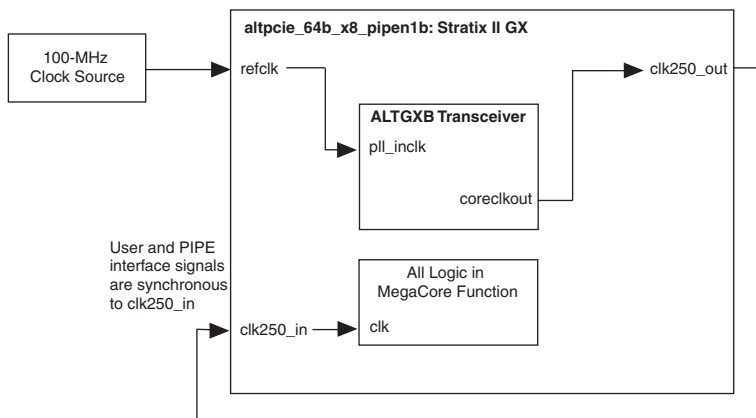 altpcie_64b_x8_pipen1b: Stratix II GX
100-MHz
Clock Source
refclk
clk250_out
ALTGXB Transceiver
pll_inclk
coreclkout
User and PIPE
interface signals
are synchronous
to clk250_in
All Logic in
MegaCore Function
clk250_in
clk